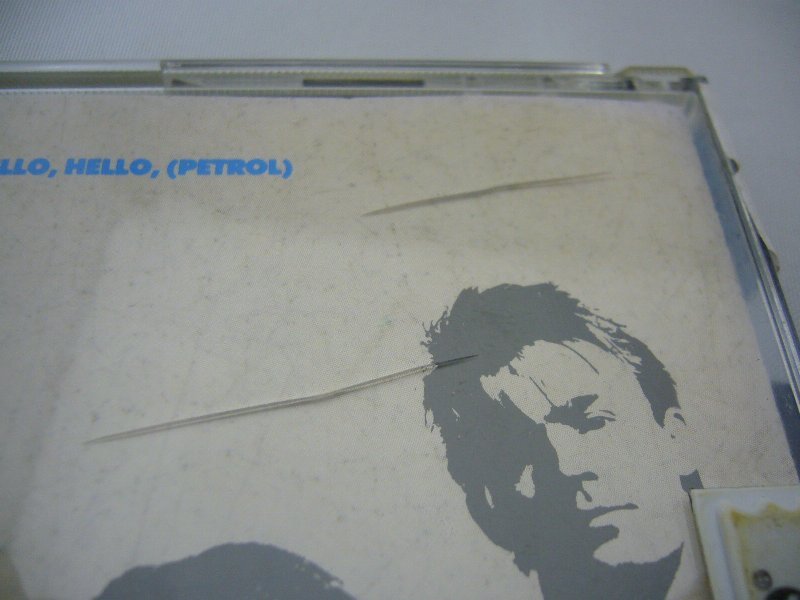 LLO, HELLO, (PETROL)